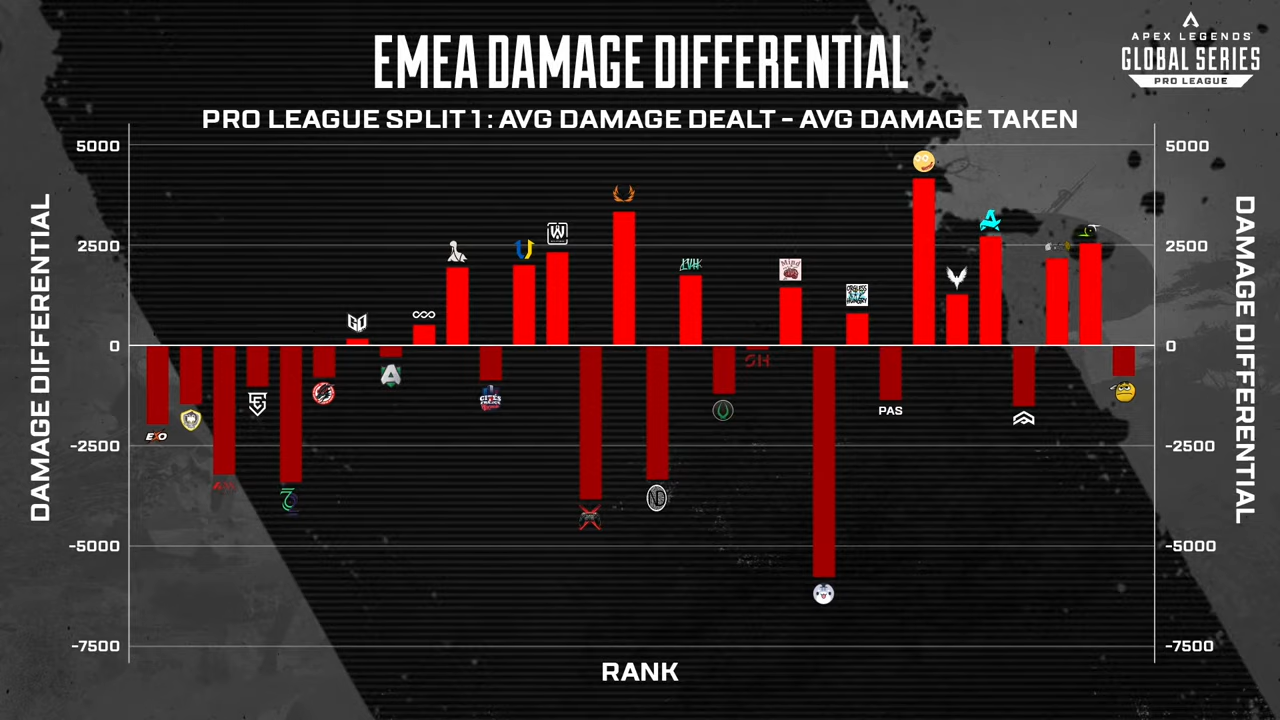 EMEA DAMAGE DIFFERENTIAL
APEX LEGENDS
GLOBAL SERIES
PRO LEAGUE
PRO LEAGUE SPLIT 1: AVG DAMAGE DEALT - AVG DAMAGE TAKEN
DAMAGE DIFFERENTIAL
5000
2500
0
-2500
-5000
-7500
PAS
5000
2500
0
-2500
-5000
-7500
DAMAGE DIFFERENTIAL
RANK